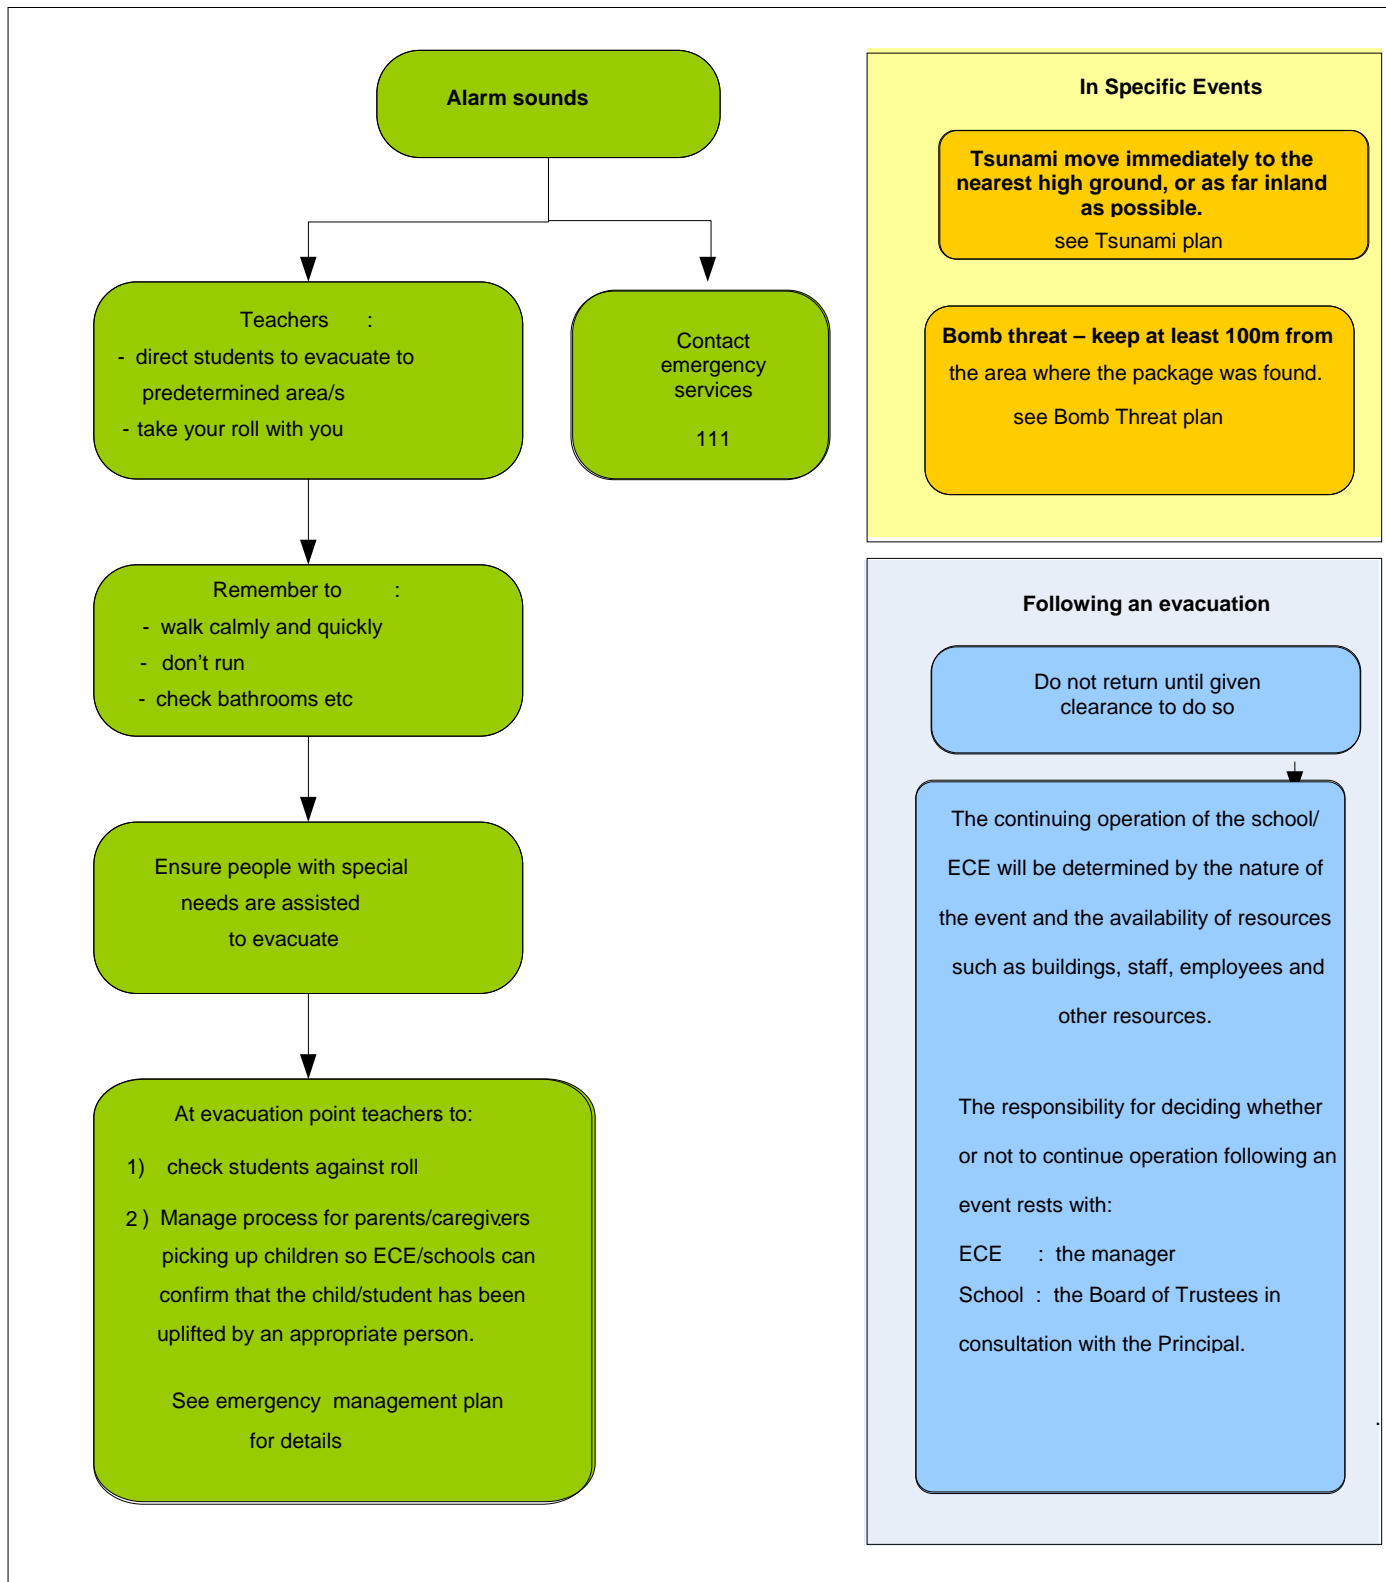 Alarm sounds
Teachers :
- direct students to evacuate to
predetermined area/s
- take your roll with you
Contact
emergency
services
111
Remember to :
- walk calmly and quickly
- don’t run
- check bathrooms etc
Ensure people with special
needs are assisted
to evacuate
At evacuation point teachers to:
1) check students against roll
2 ) Manage process for parents/caregivers
picking up children so ECE/schools can
confirm that the child/student has been
uplifted by an appropriate person.
See emergency management plan
for details
In Specific Events
Tsunami move immediately to the
nearest high ground, or as far inland
as possible.
see Tsunami plan
Bomb threat – keep at least 100m from
the area where the package was found.
see Bomb Threat plan
Following an evacuation
Do not return until given
clearance to do so
The continuing operation of the school/
ECE will be determined by the nature of
the event and the availability of resources
such as buildings, staff, employees and
other resources.
The responsibility for deciding whether
or not to continue operation following an
event rests with:
ECE : the manager
School : the Board of Trustees in
consultation with the Principal.
.